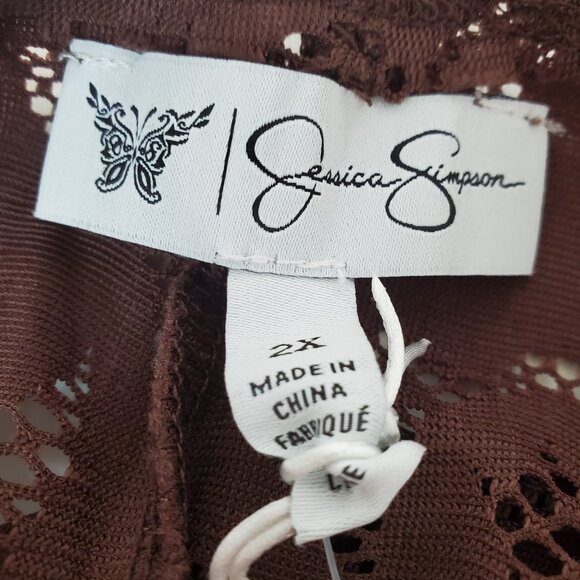 Jessica Simpson
2X
MADE IN
CHINA
FABRIQUÉ